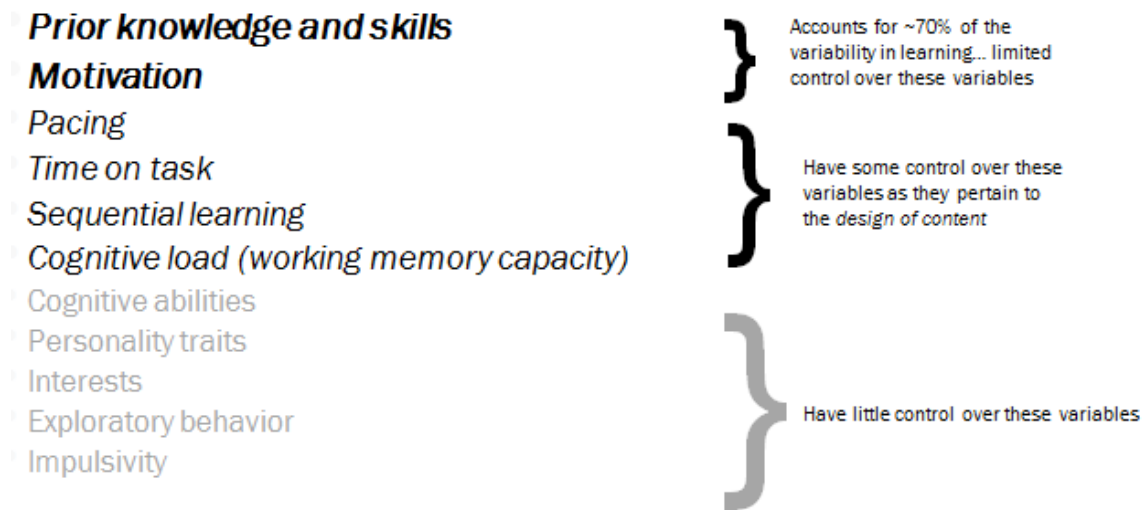 Prior knowledge and skills
Motivation
Pacing
Time on task
Sequential learning
Cognitive load (working memory capacity)
Cognitive abilities
Personality traits
Interests
Exploratory behavior
Impulsivity
Accounts for ~70% of the
variability in learning... limited
control over these variables
Have some control over these
variables as they pertain to
the design of content
Have little control over these variables